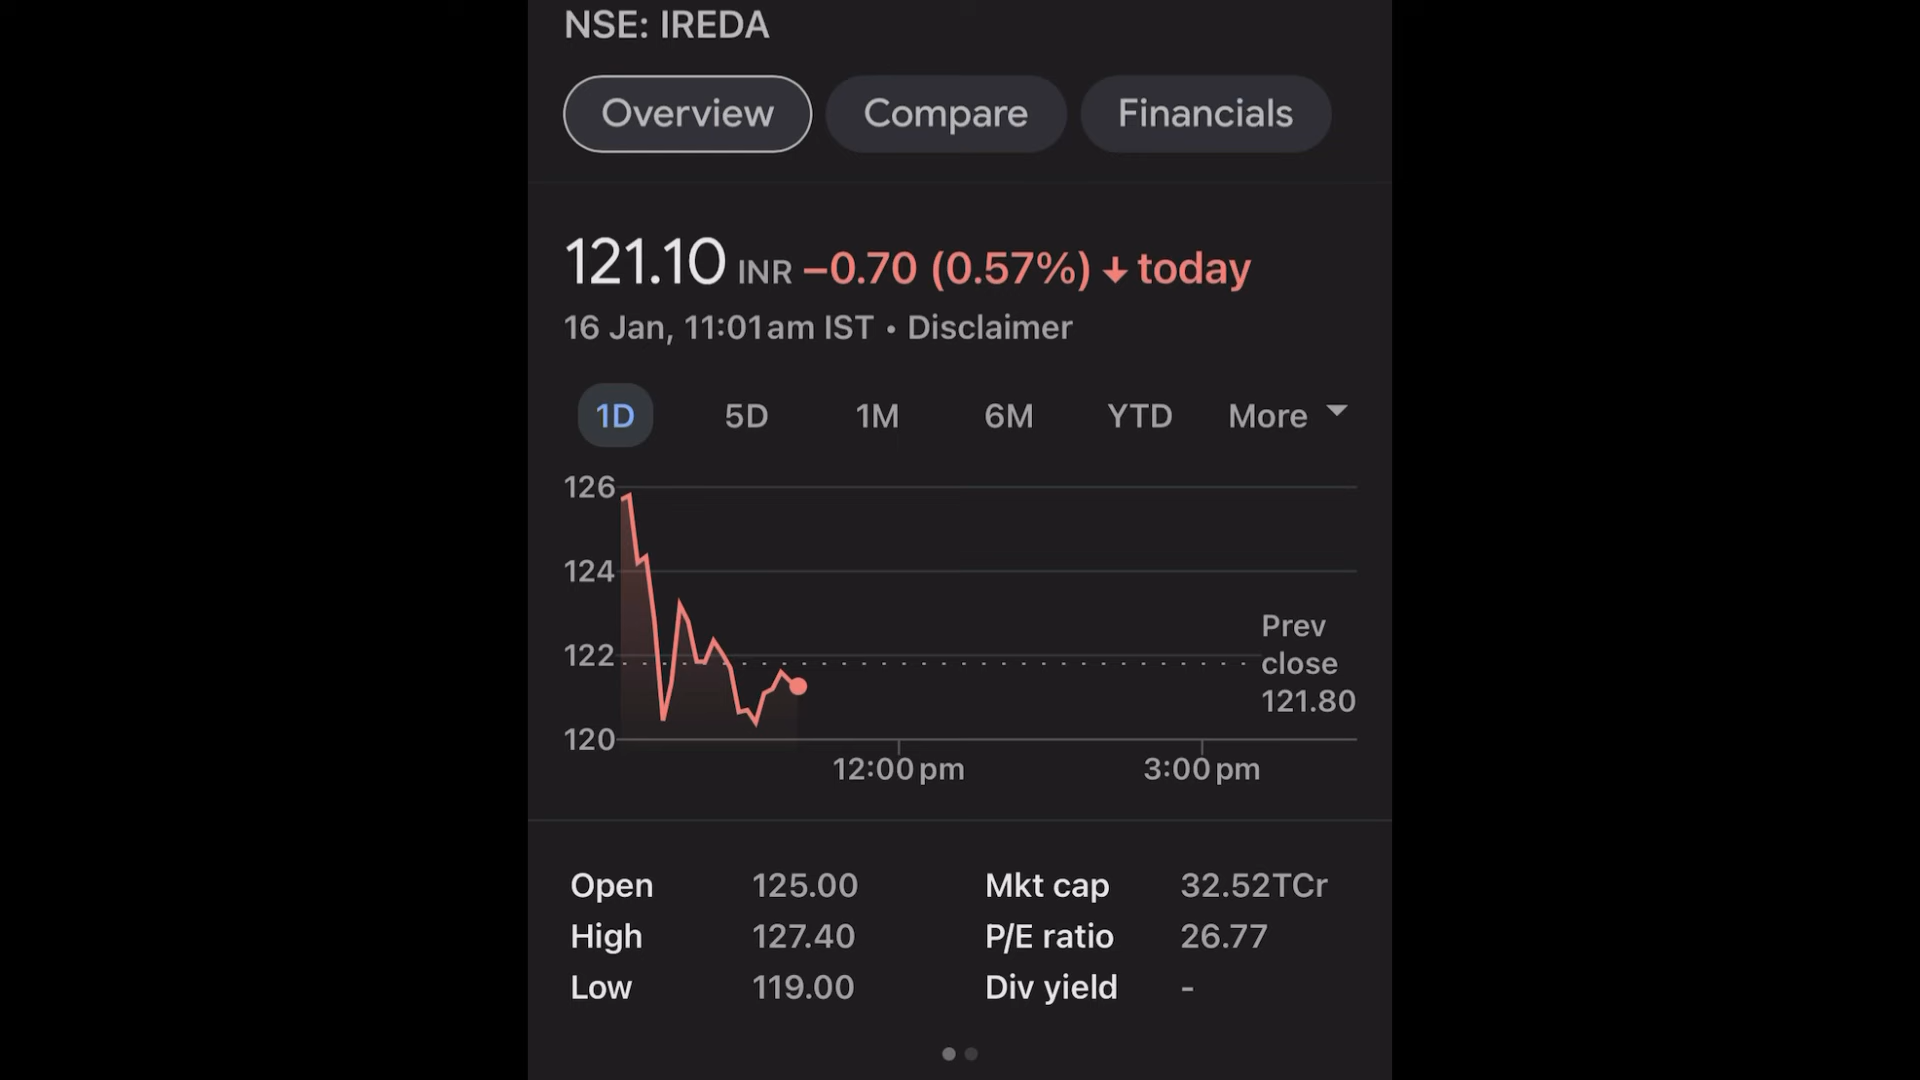 NSE: IREDA
Overview Compare Financials
121.10 INR −0.70 (0.57%) ↓ today
16 Jan, 11:01 am IST • Disclaimer
1D 5D 1M 6M YTD More
126
124
122
120
Prev
close
121.80
12:00 pm 3:00 pm
Open 125.00 Mkt cap 32.52TCr
High 127.40 P/E ratio 26.77
Low 119.00 Div yield -